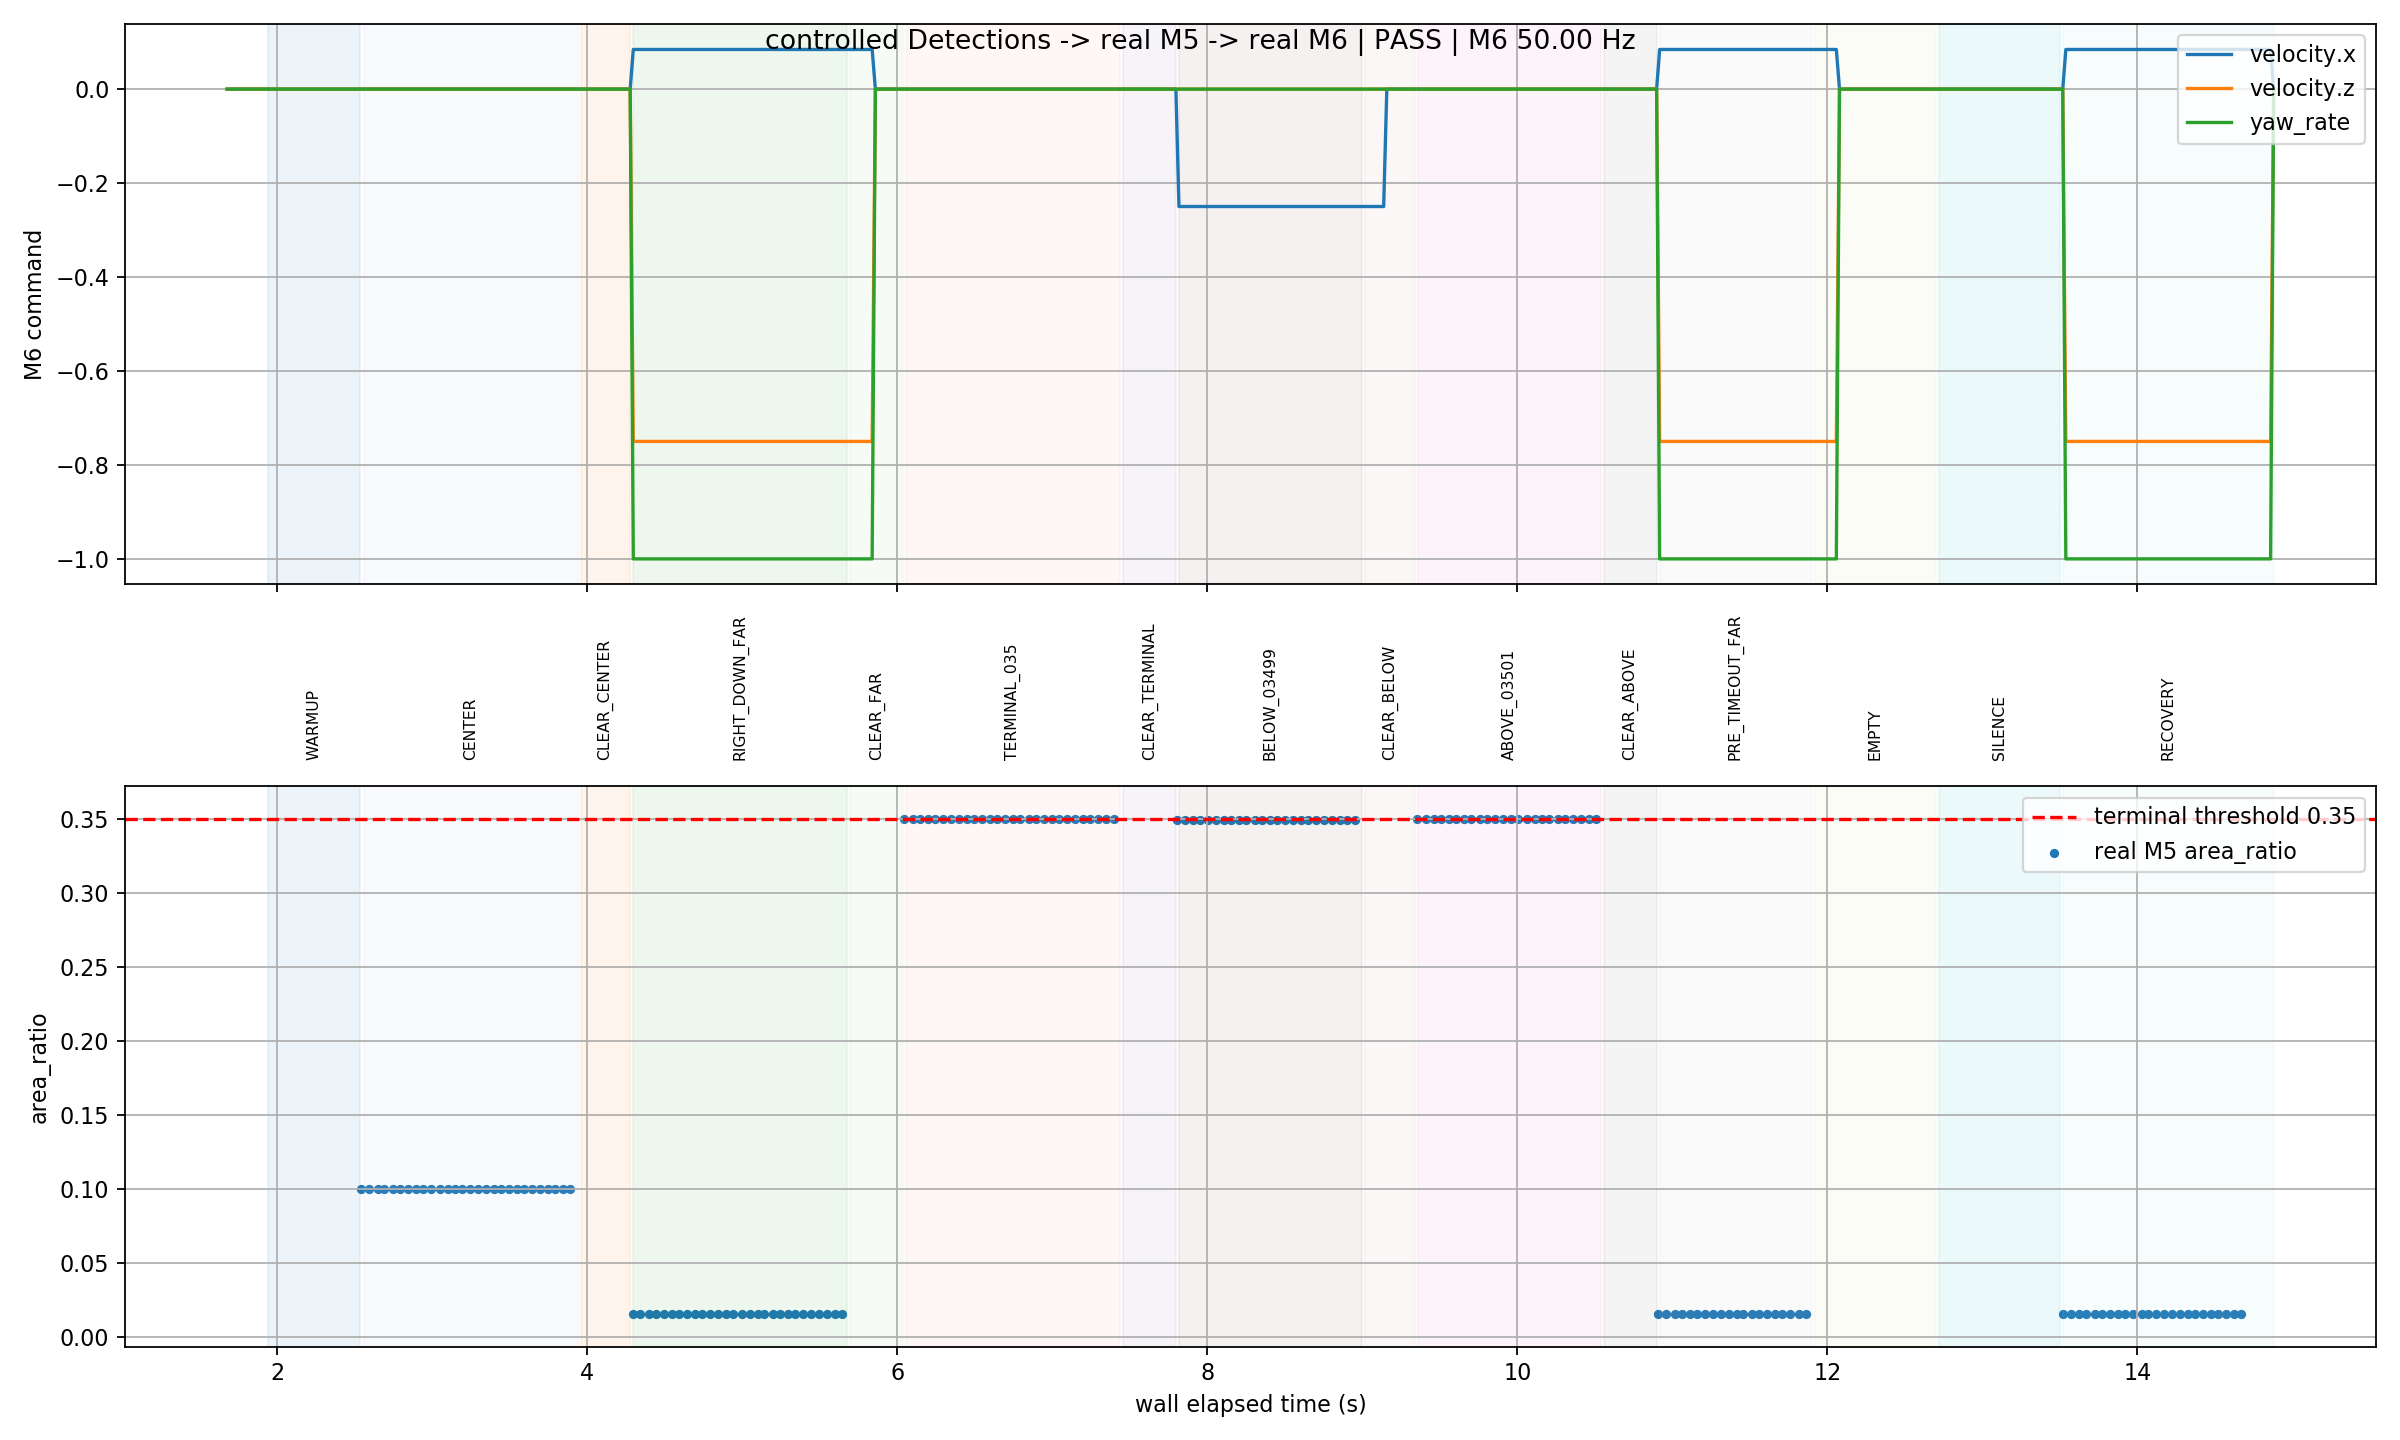 controlled Detections -> real M5 -> real M6 | PASS | M6 50.00 Hz
velocity.x
velocity.z
yaw_rate
M6 command
0.0
−0.2
−0.4
−0.6
−0.8
−1.0
WARMUP
CENTER
CLEAR_CENTER
RIGHT_DOWN_FAR
CLEAR_FAR
TERMINAL_035
CLEAR_TERMINAL
BELOW_03499
CLEAR_BELOW
ABOVE_03501
CLEAR_ABOVE
PRE_TIMEOUT_FAR
EMPTY
SILENCE
RECOVERY
terminal threshold 0.35
real M5 area_ratio
area_ratio
0.35
0.30
0.25
0.20
0.15
0.10
0.05
0.00
2
4
6
8
10
12
14
wall elapsed time (s)